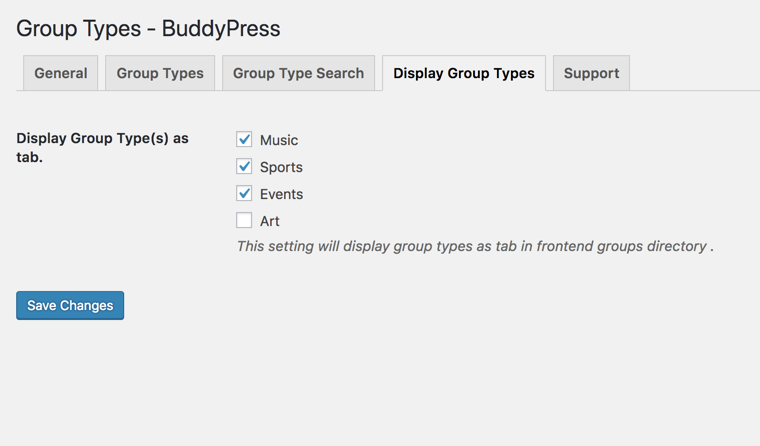 Group Types - BuddyPress
General Group Types Group Type Search Display Group Types Support
Display Group Type(s) as
tab.
Music
Sports
Events
Art
This setting will display group types as tab in frontend groups directory .
Save Changes